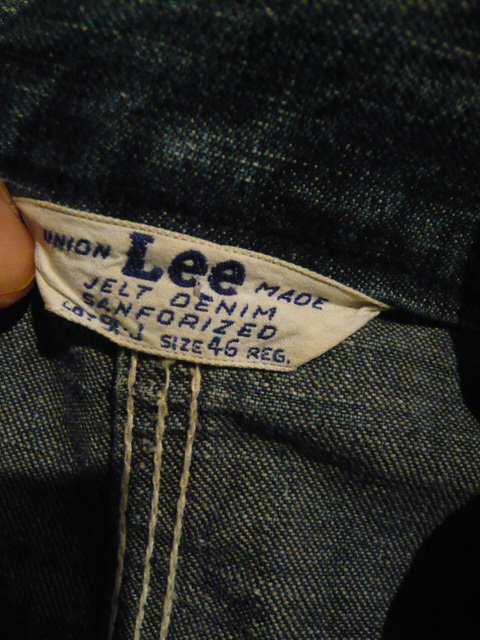 UNION Lee MADE
JELT DENIM
SANFORIZED
SIZE 46 REG.